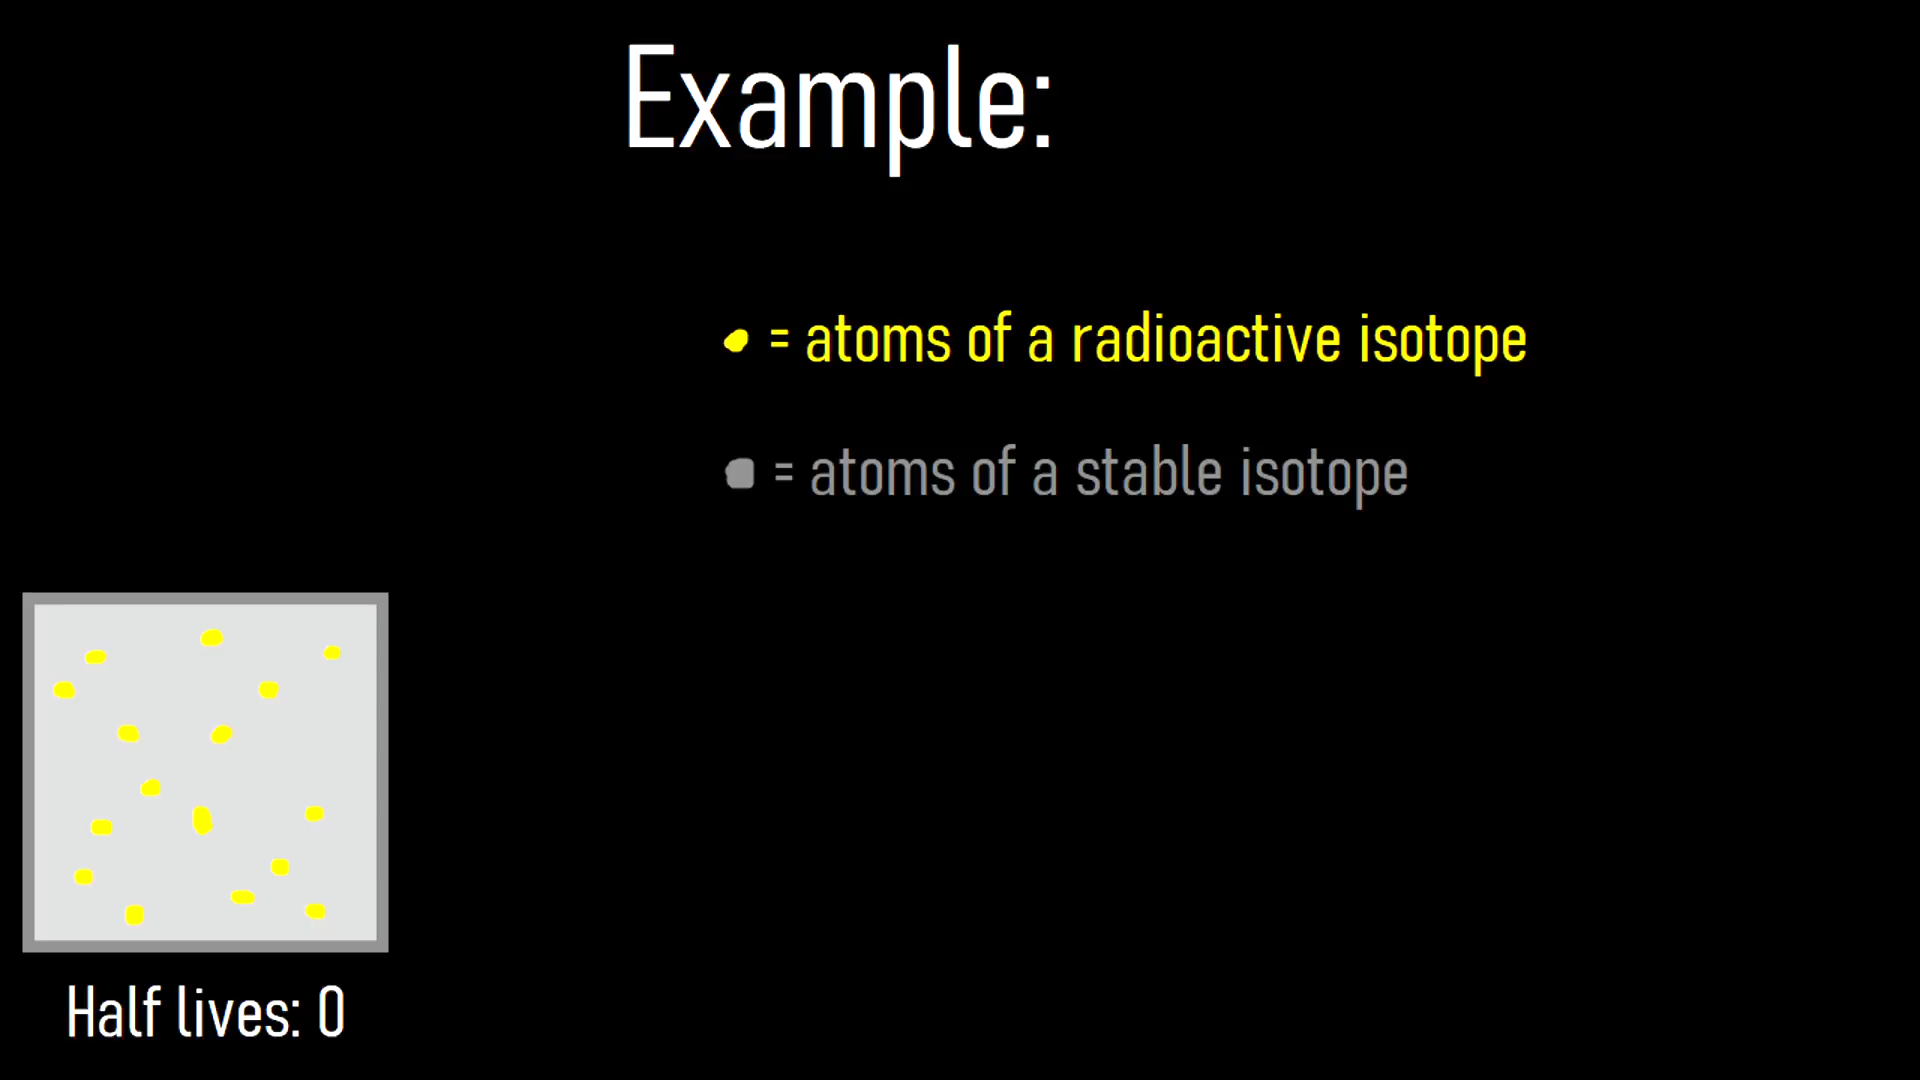 Example:
= atoms of a radioactive isotope
= atoms of a stable isotope
Half lives: 0